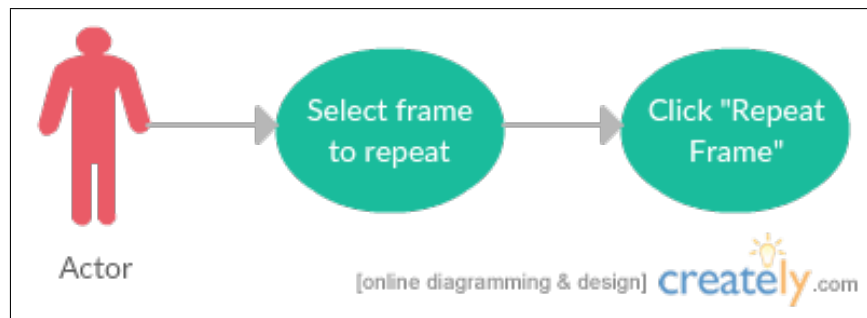 Select frame
to repeat
Click "Repeat
Frame"
Actor
[online diagramming & design] creately.com